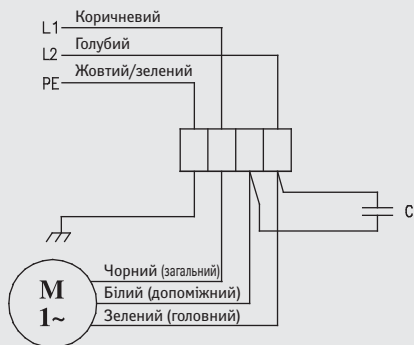 L1 Коричневий
L2 Голубий
PE Жовтий/зелений
C
Чорний (загальний)
M Білий (допоміжний)
1~ Зелений (головний)